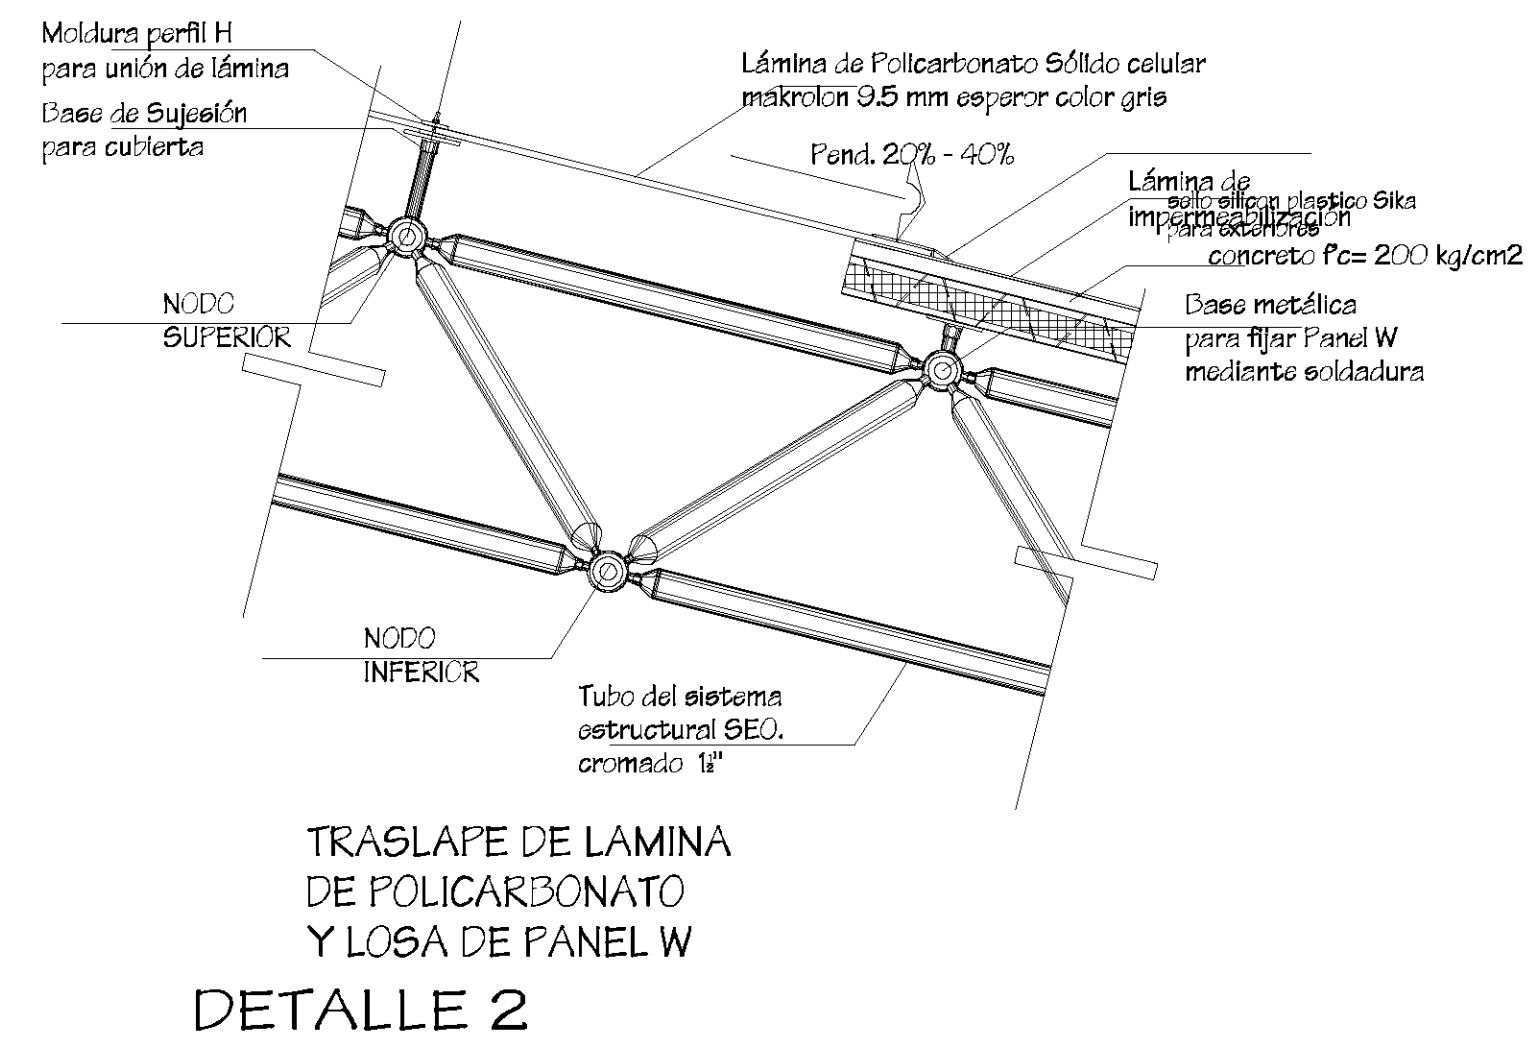 Moldura perfil H
para unión de lámina
Base de Sujesión
para cubierta
Lámina de Policarbonato Sólido celular
makrolon 9.5 mm esperor color gris
Pend. 20% - 40%
Lámina de
impermeabilización
sello silicon plastico Sika
para exteriores
concreto f'c= 200 kg/cm2
Base metálica
para fijar Panel W
mediante soldadura
NODO
SUPERIOR
NODO
INFERIOR
Tubo del sistema
estructural SEO.
cromado 1½"
TRASLAPE DE LAMINA
DE POLICARBONATO
Y LOSA DE PANEL W
DETALLE 2